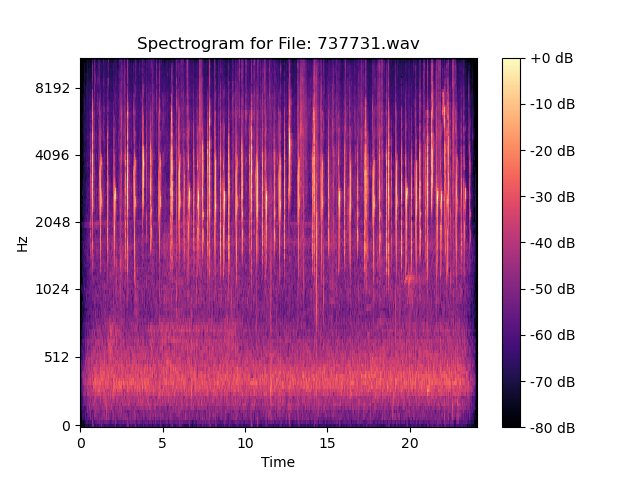 Spectrogram for File: 737731.wav
Hz
8192
4096
2048
1024
512
0
0 5 10 15 20
Time
+0 dB
-10 dB
-20 dB
-30 dB
-40 dB
-50 dB
-60 dB
-70 dB
-80 dB